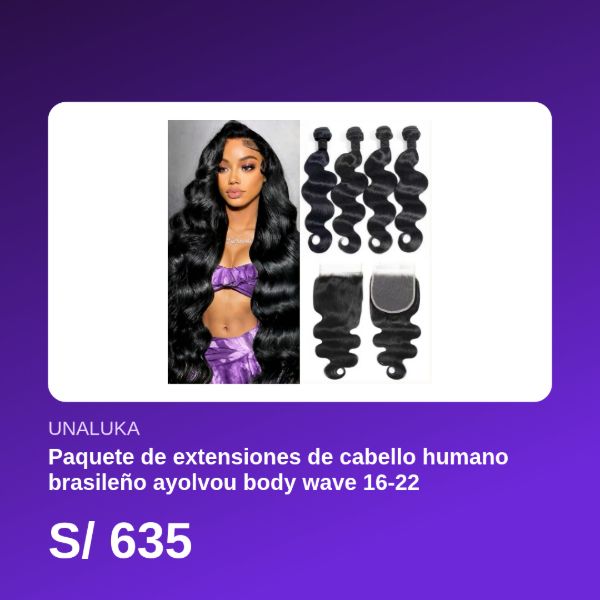 UNALUKA
Paquete de extensiones de cabello humano
brasileño ayolvou body wave 16-22
S/ 635